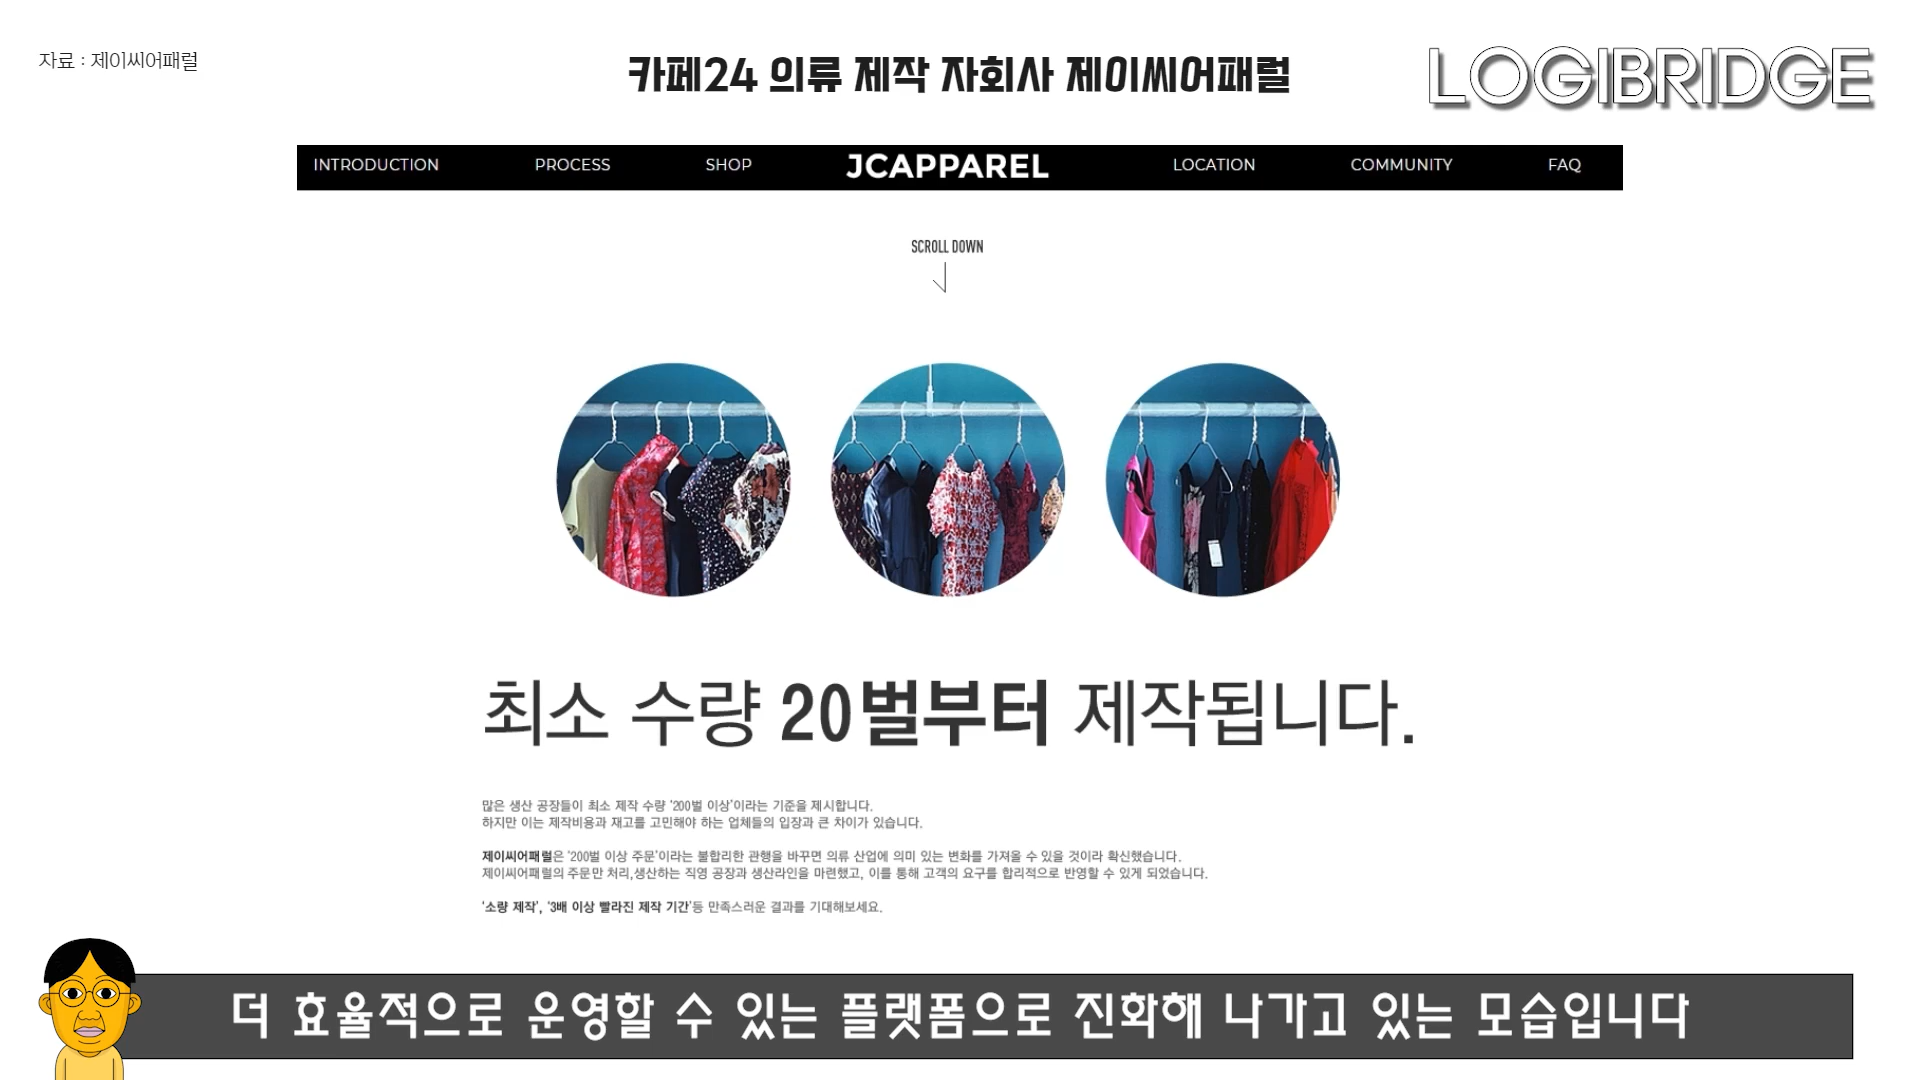 자료 : 제이씨어패럴
카페24 의류 제작 자회사 제이씨어패럴
LOGIBRIDGE
INTRODUCTION PROCESS SHOP JCAPPAREL LOCATION COMMUNITY FAQ
SCROLL DOWN
최소 수량 20벌부터 제작됩니다.
많은 생산 공장들이 최소 제작 수량 '200벌 이상'이라는 기준을 제시합니다.
하지만 이는 제작비용과 재고를 고민해야 하는 업체들의 입장과 큰 차이가 있습니다.
제이씨어패럴은 '200벌 이상 주문'이라는 불합리한 관행을 바꾸면 의류 산업에 의미 있는 변화를 가져올 수 있을 것이라 확신했습니다.
제이씨어패럴의 주문만 처리,생산하는 직영 공장과 생산라인을 마련했고, 이를 통해 고객의 요구를 합리적으로 반영할 수 있게 되었습니다.
'소량 제작', '3배 이상 빨라진 제작 기간'등 만족스러운 결과를 기대해보세요.
더 효율적으로 운영할 수 있는 플랫폼으로 진화해 나가고 있는 모습입니다